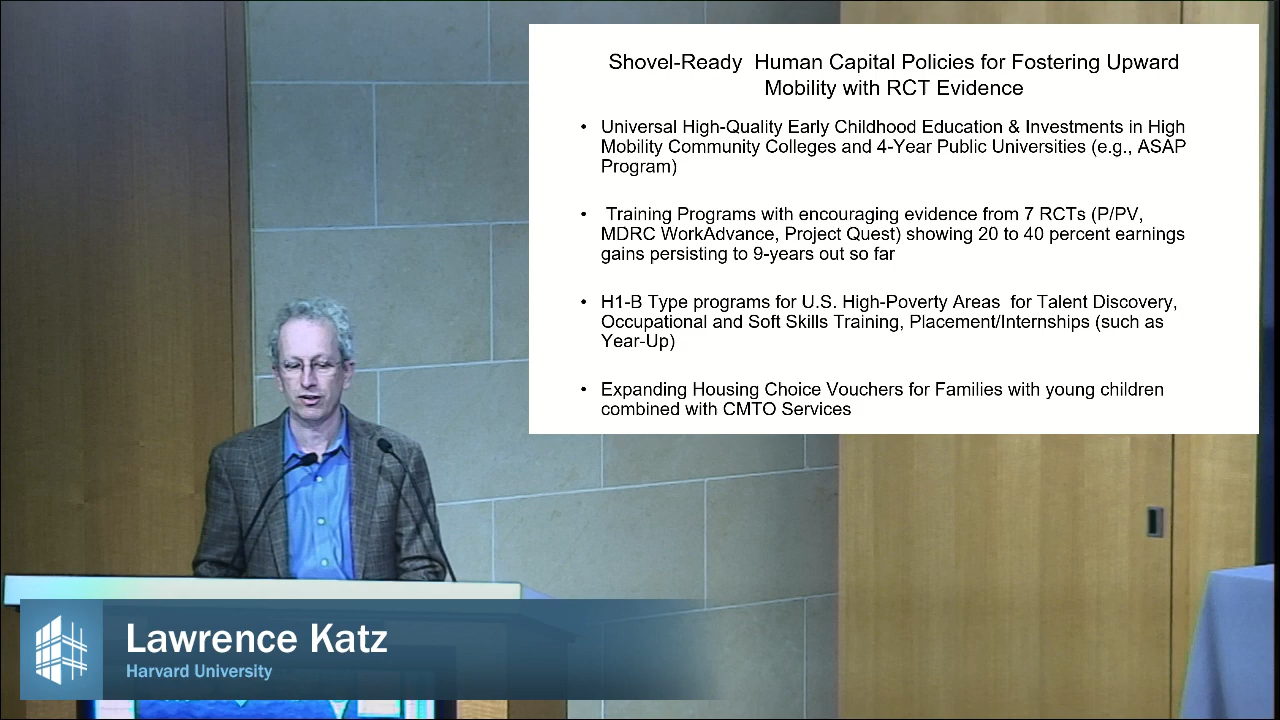 Shovel-Ready  Human Capital Policies for Fostering Upward
Mobility with RCT Evidence
• Universal High-Quality Early Childhood Education & Investments in High
Mobility Community Colleges and 4-Year Public Universities (e.g., ASAP
Program)
•  Training Programs with encouraging evidence from 7 RCTs (P/PV,
MDRC WorkAdvance, Project Quest) showing 20 to 40 percent earnings
gains persisting to 9-years out so far
• H1-B Type programs for U.S. High-Poverty Areas  for Talent Discovery,
Occupational and Soft Skills Training, Placement/Internships (such as
Year-Up)
• Expanding Housing Choice Vouchers for Families with young children
combined with CMTO Services
Lawrence Katz
Harvard University